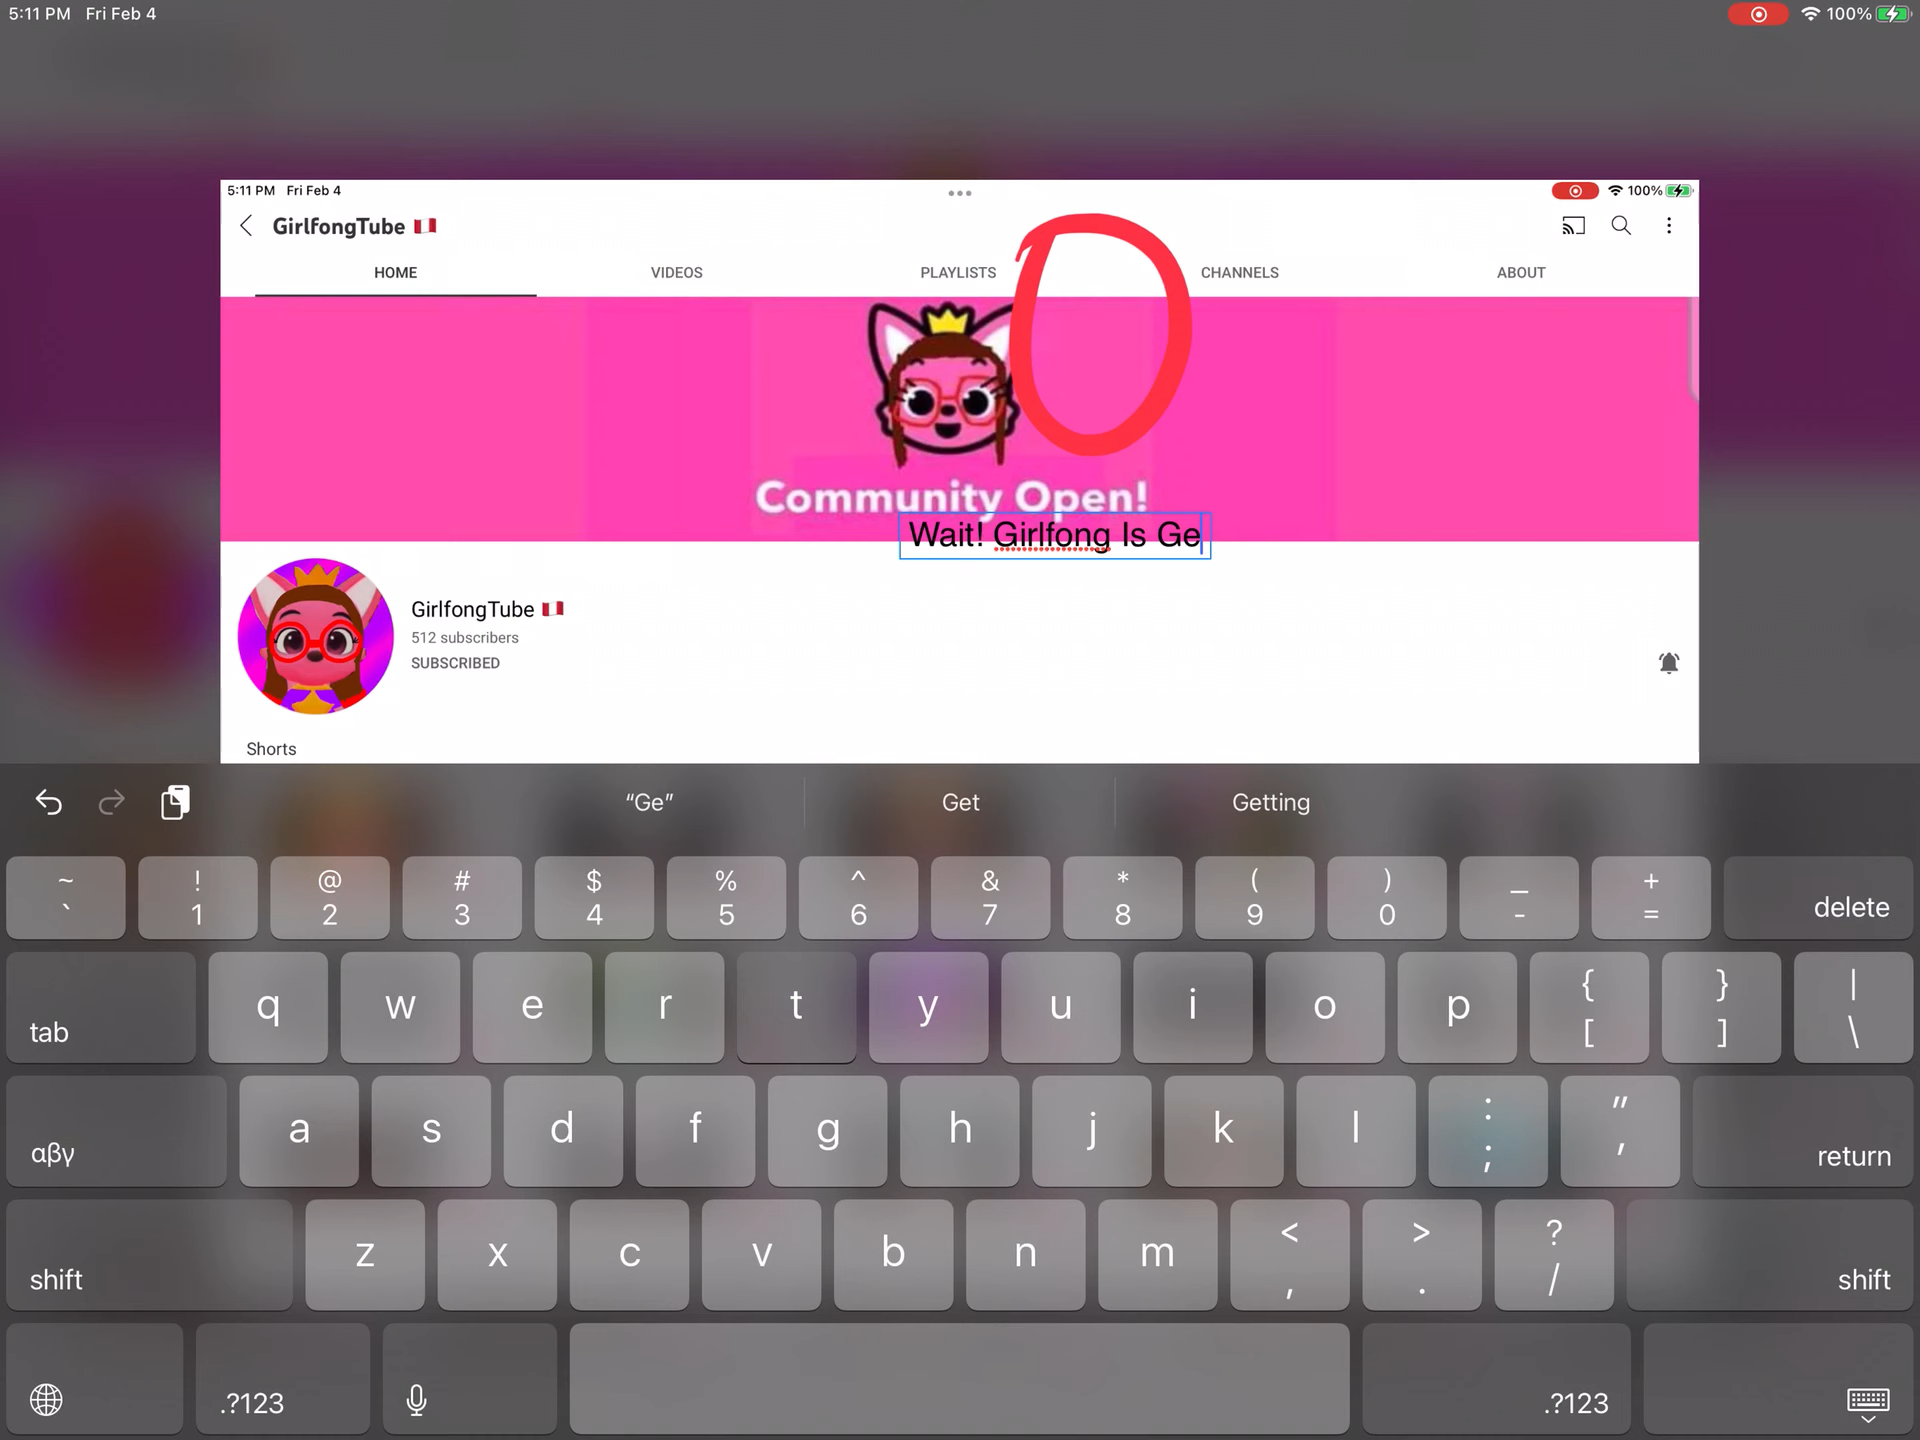 5:11 PM Fri Feb 4 100%
5:11 PM Fri Feb 4 100%
GirlfongTube 🇵🇪
HOME VIDEOS PLAYLISTS CHANNELS ABOUT
Community Open!
Wait! Girlfong Is Ge
GirlfongTube 🇵🇪
512 subscribers
SUBSCRIBED
Shorts
“Ge” Get Getting
~ ! @ # $ % ^ & * ( ) _ +
` 1 2 3 4 5 6 7 8 9 0 - = delete
tab q w e r t y u i o p { [ } ] | \
αβγ a s d f g h j k l : ; " ' return
shift z x c v b n m < , > . ? / shift
.?123 .?123